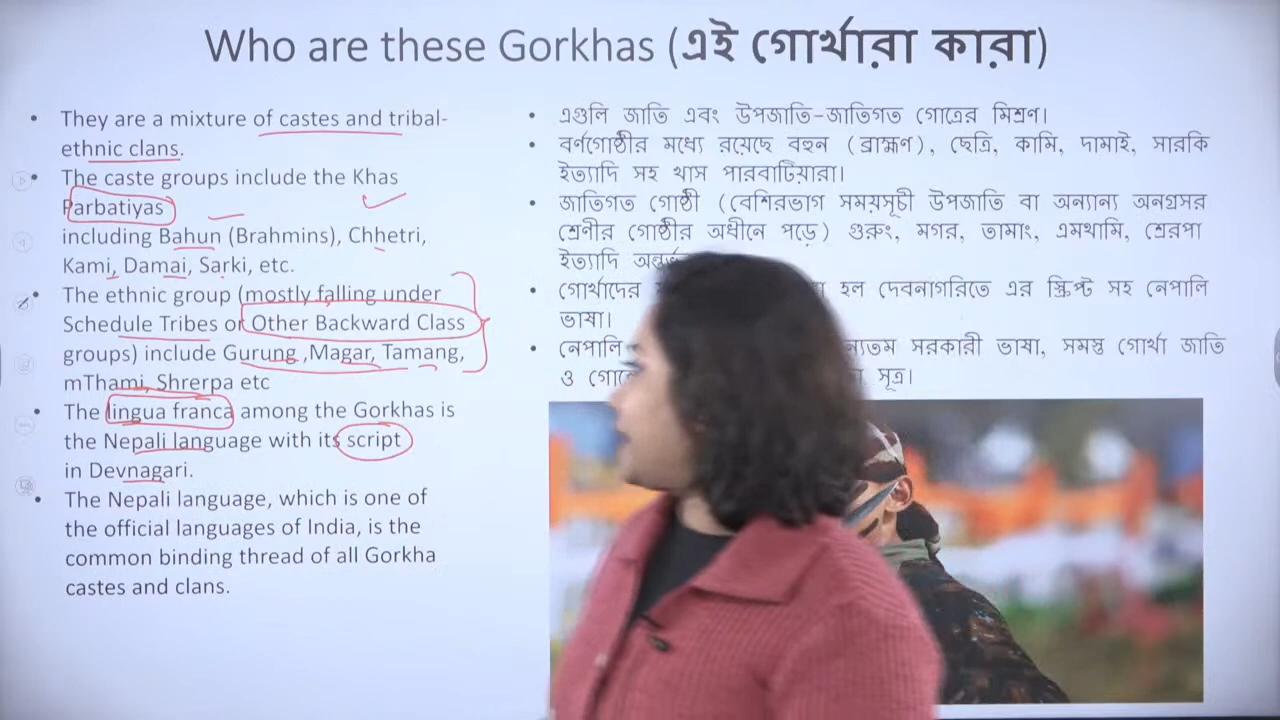 Who are these Gorkhas (এই গোর্খারা কারা)
• They are a mixture of castes and tribal-
ethnic clans.
• The caste groups include the Khas
Parbatiyas
including Bahun (Brahmins), Chhetri,
Kami, Damai, Sarki, etc.
• The ethnic group (mostly falling under
Schedule Tribes or Other Backward Class
groups) include Gurung ,Magar, Tamang,
mThami, Shrerpa etc
• The lingua franca among the Gorkhas is
the Nepali language with its script
in Devnagari.
• The Nepali language, which is one of
the official languages of India, is the
common binding thread of all Gorkha
castes and clans.
• এগুলি জাতি এবং উপজাতি-জাতিগত গোত্রের মিশ্রণ।
• বর্ণগোষ্ঠীর মধ্যে রয়েছে বহুন (ব্রাহ্মণ), ছেত্রি, কামি, দামাই, সারকি
ইত্যাদি সহ খাস পারবাটিয়ারা।
• জাতিগত গোষ্ঠী (বেশিরভাগ সময়সূচী উপজাতি বা অন্যান্য অনগ্রসর
শ্রেণীর গোষ্ঠীর অধীনে পড়ে) গুরুং, মগর, তামাং, এমথামি, শ্রেরপা
ইত্যাদি
• গোর্খাদের হল দেবনাগরিতে এর স্ক্রিপ্ট সহ নেপালি
ভাষা।
• নেপালি সরকারী ভাষা, সমস্ত গোর্খা জাতি
ও সূত্র।